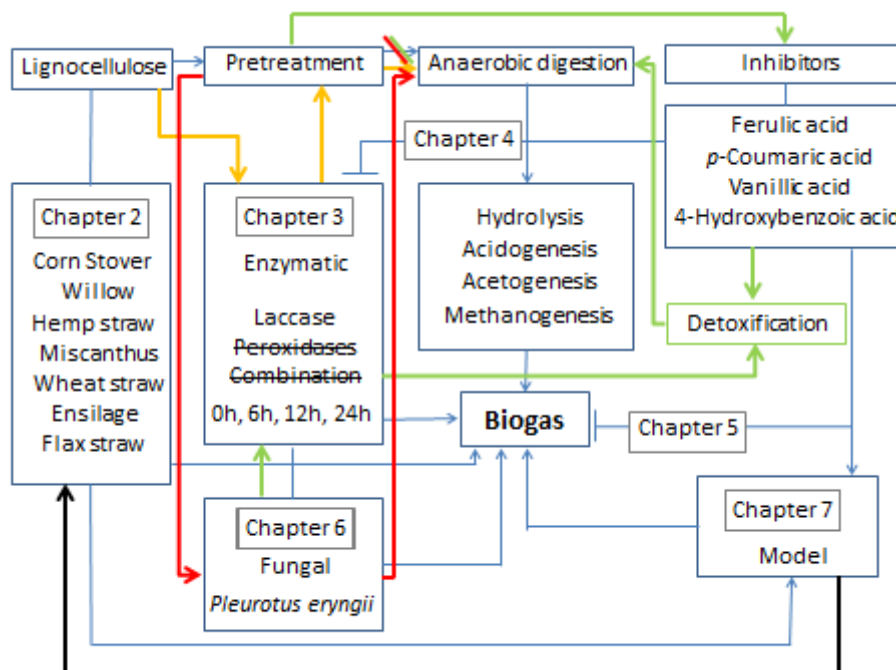 Lignocellulose
Pretreatment
Anaerobic digestion
Inhibitors
Chapter 4
Ferulic acid
p-Coumaric acid
Vanillic acid
4-Hydroxybenzoic acid
Chapter 2
Corn Stover
Willow
Hemp straw
Miscanthus
Wheat straw
Ensilage
Flax straw
Chapter 3
Enzymatic
Laccase
Peroxidases
Combination
0h, 6h, 12h, 24h
Hydrolysis
Acidogenesis
Acetogenesis
Methanogenesis
Detoxification
Biogas
Chapter 5
Chapter 6
Fungal
Pleurotus eryngii
Chapter 7
Model